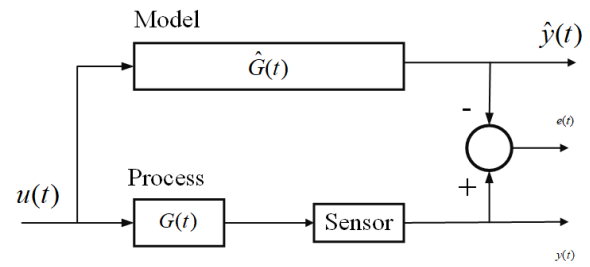 Model
ŷ(t)
Ĝ(t)
-
e(t)
+
u(t)
Process
G(t)
Sensor
y(t)